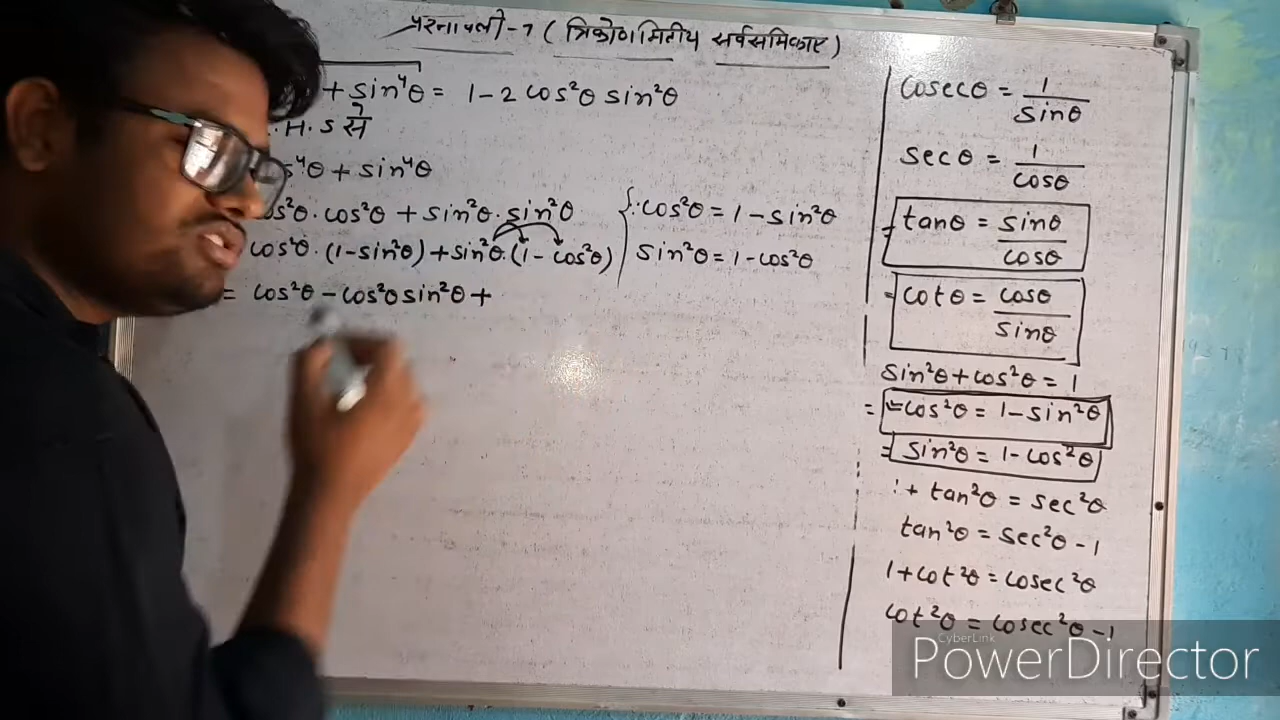 प्रश्नावली-7 (त्रिकोणमितीय सर्वसमिकाए)
+ sin⁴θ = 1-2 cos²θ sin²θ
.H.S से
s⁴θ + sin⁴θ
os²θ.cos²θ + sin²θ.sin²θ {∵cos²θ = 1-sin²θ
cos²θ.(1-sin²θ)+sin²θ.(1-cos²θ) sin²θ = 1-cos²θ
= cos²θ-cos²θsin²θ+
cosecθ = 1/sinθ
secθ = 1/cosθ
tanθ = sinθ/cosθ
cotθ = cosθ/sinθ
sin²θ+cos²θ = 1
= cos²θ = 1-sin²θ
= sin²θ = 1-cos²θ
1+ tan²θ = sec²θ
tan²θ = sec²θ-1
1+cot²θ=cosec²θ
cot²θ = cosec²θ-1
CyberLink
PowerDirector